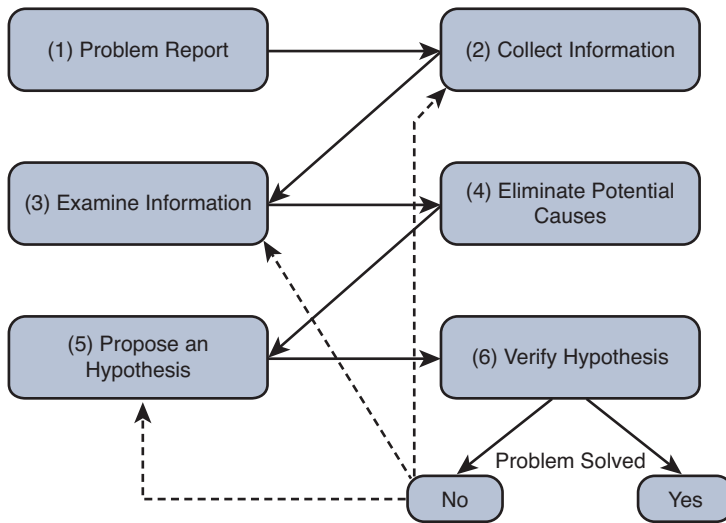 (1) Problem Report
(2) Collect Information
(3) Examine Information
(4) Eliminate Potential
Causes
(5) Propose an
Hypothesis
(6) Verify Hypothesis
Problem Solved
No
Yes